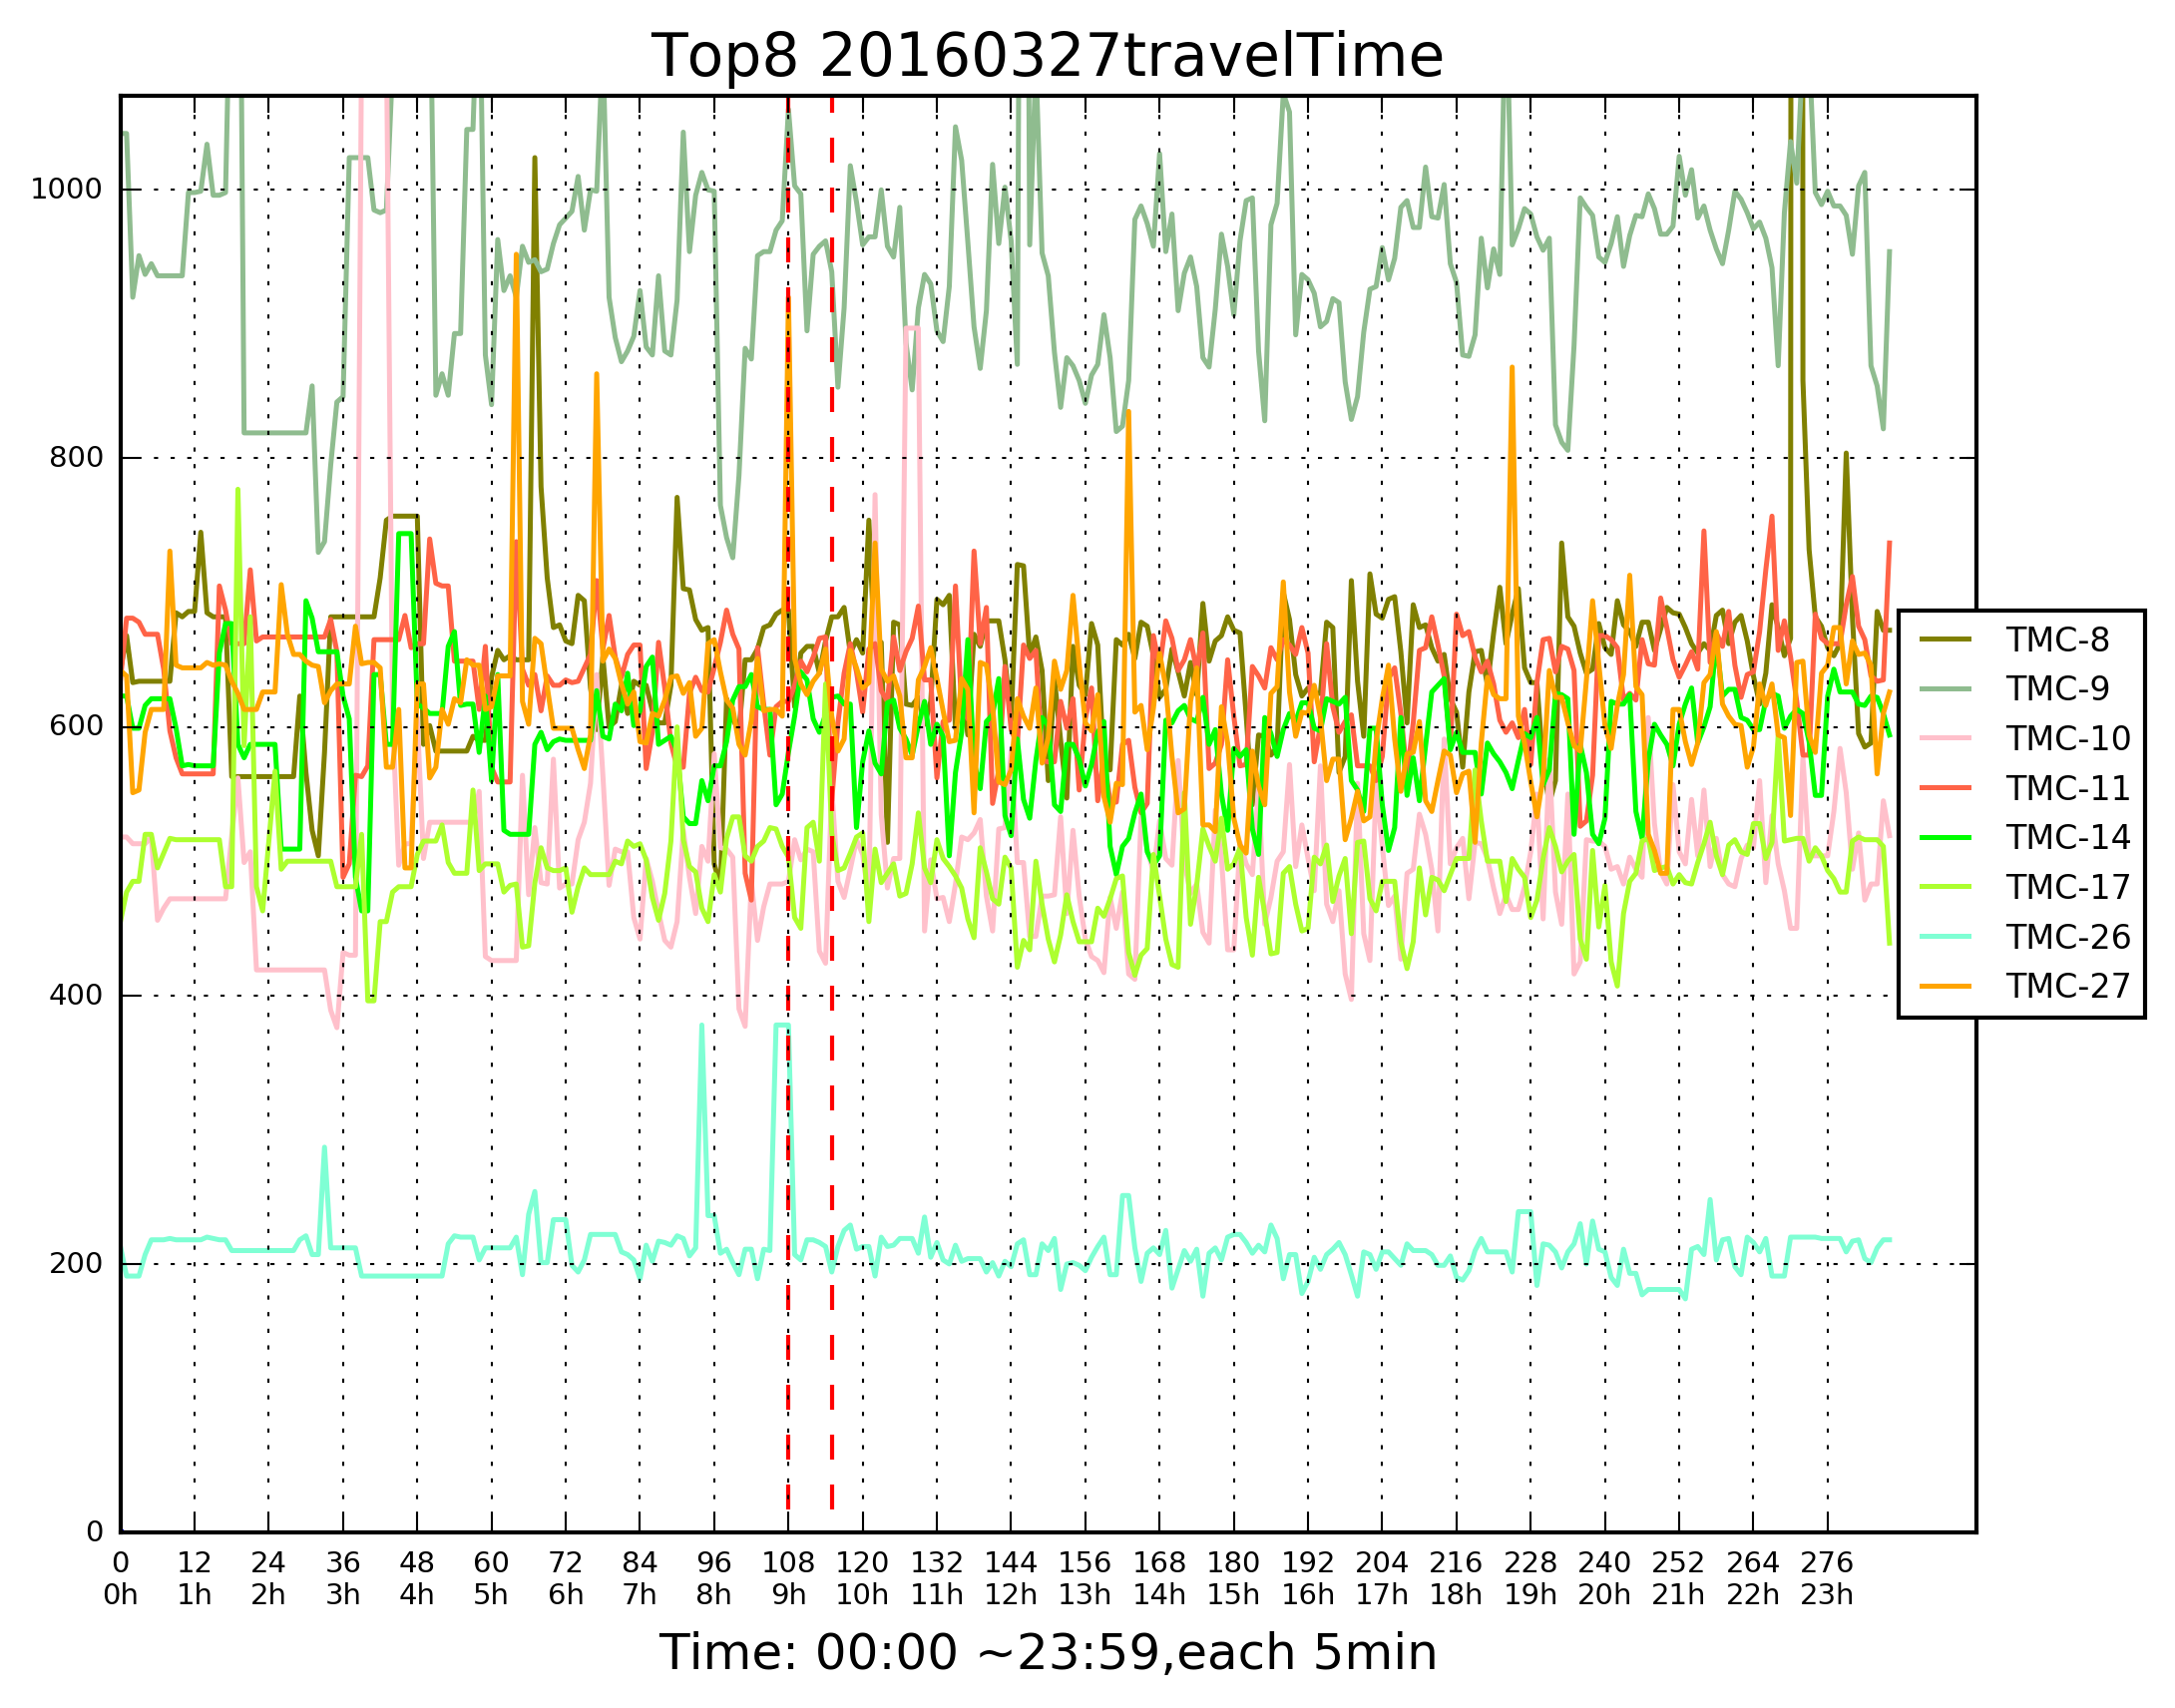 Top8 20160327travelTime
1000
800
600
400
200
0
0 12 24 36 48 60 72 84 96 108 120 132 144 156 168 180 192 204 216 228 240 252 264 276
0h 1h 2h 3h 4h 5h 6h 7h 8h 9h 10h 11h 12h 13h 14h 15h 16h 17h 18h 19h 20h 21h 22h 23h
Time: 00:00 ~23:59,each 5min
TMC-8
TMC-9
TMC-10
TMC-11
TMC-14
TMC-17
TMC-26
TMC-27